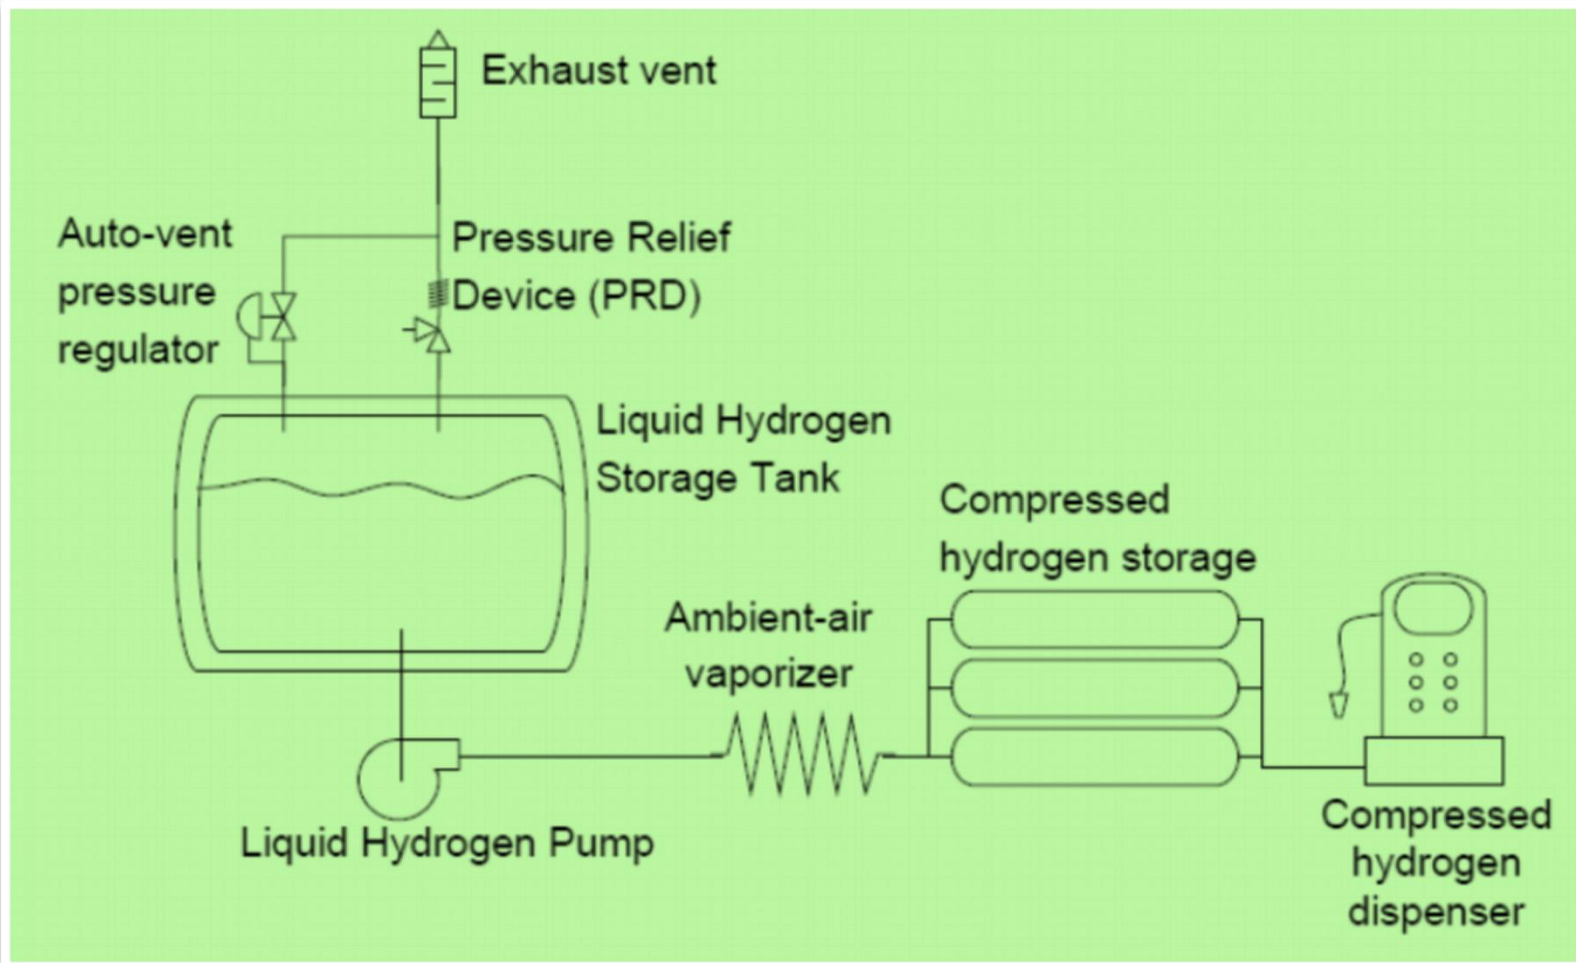 Exhaust vent
Auto-vent
pressure
regulator
Pressure Relief
Device (PRD)
Liquid Hydrogen
Storage Tank
Compressed
hydrogen storage
Ambient-air
vaporizer
Liquid Hydrogen Pump
Compressed
hydrogen
dispenser